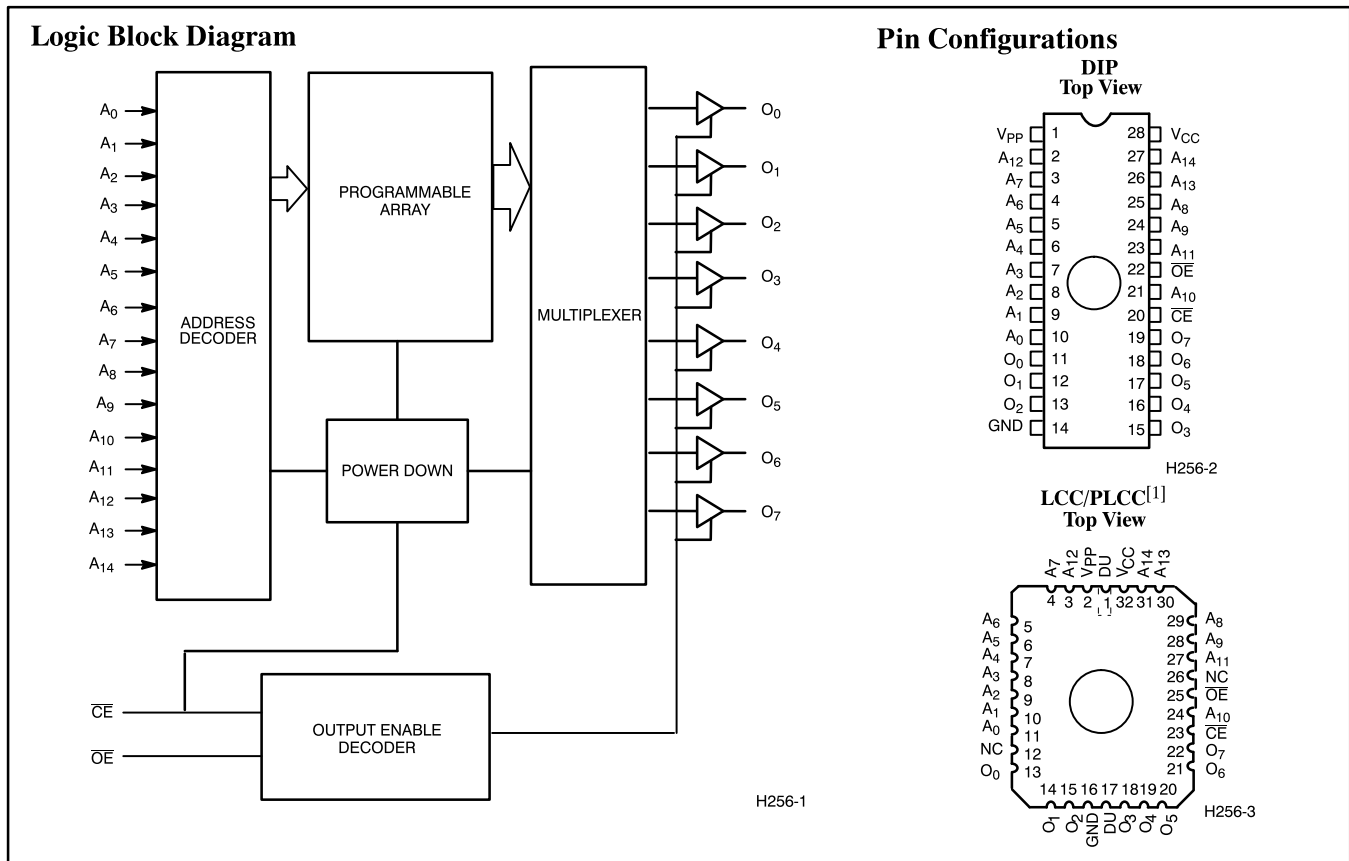 Logic Block Diagram
A0
A1
A2
A3
A4
A5
A6
A7
A8
A9
A10
A11
A12
A13
A14
ADDRESS
DECODER
PROGRAMMABLE
ARRAY
POWER DOWN
MULTIPLEXER
O0
O1
O2
O3
O4
O5
O6
O7
CE
OE
OUTPUT ENABLE
DECODER
H256-1
Pin Configurations
DIP
Top View
VPP 1 28 VCC
A12 2 27 A14
A7 3 26 A13
A6 4 25 A8
A5 5 24 A9
A4 6 23 A11
A3 7 22 OE
A2 8 21 A10
A1 9 20 CE
A0 10 19 O7
O0 11 18 O6
O1 12 17 O5
O2 13 16 O4
GND 14 15 O3
H256-2
LCC/PLCC[1]
Top View
A7 A12 VPP DU VCC A14 A13
4 3 2 1 32 31 30
A6 5 29 A8
A5 6 28 A9
A4 7 27 A11
A3 8 26 NC
A2 9 25 OE
A1 10 24 A10
A0 11 23 CE
NC 12 22 O7
O0 13 21 O6
14 15 16 17 18 19 20
O1 O2 GND DU O3 O4 O5
H256-3